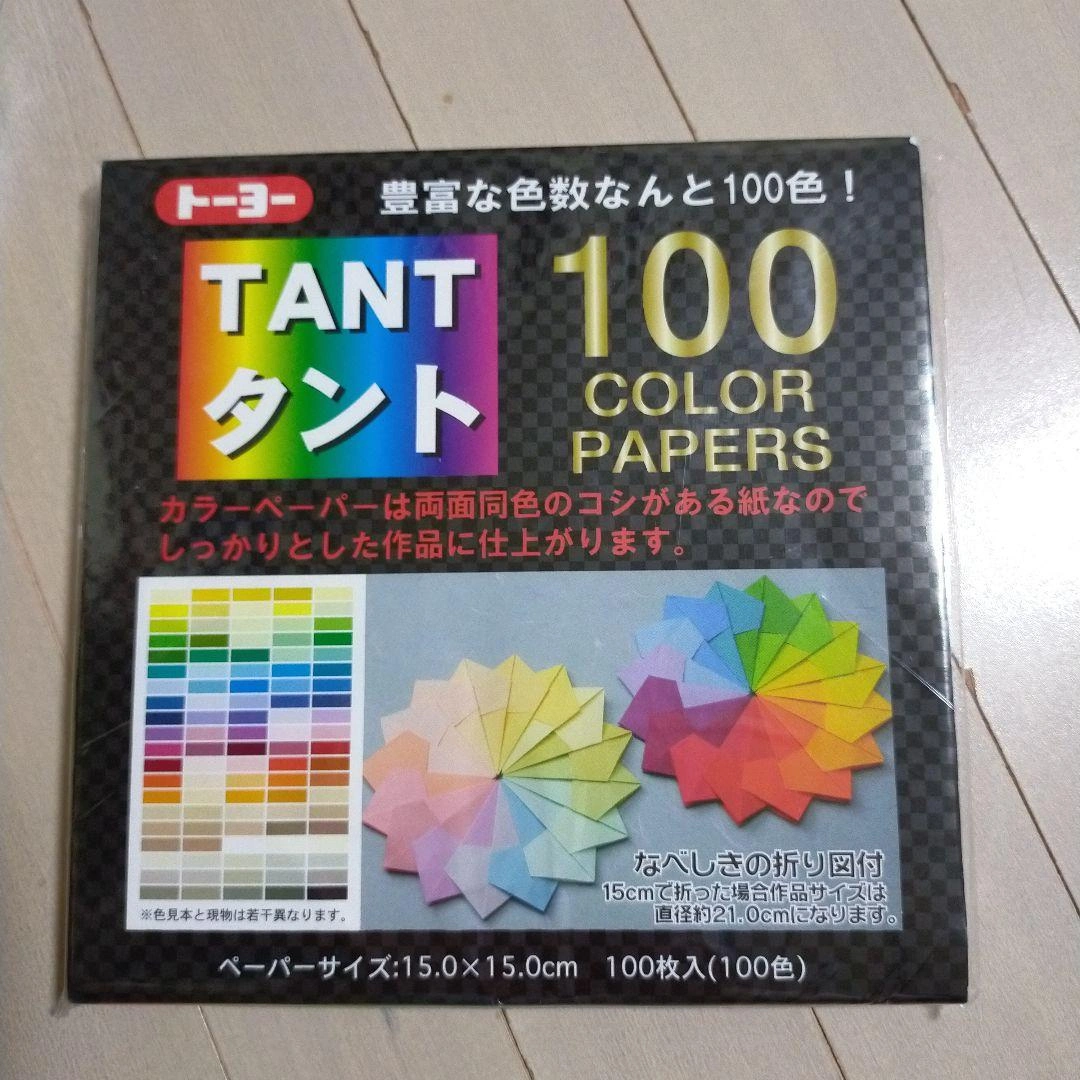 トーヨー
豊富な色数なんと100色！
TANT
タント
100
COLOR
PAPERS
カラーペーパーは両面同色のコシがある紙なので
しっかりとした作品に仕上がります。
※色見本と現物は若干異なります。
なべしきの折り図付
15cmで折った場合作品サイズは
直径約21.0cmになります。
ペーパーサイズ:15.0×15.0cm 100枚入(100色)